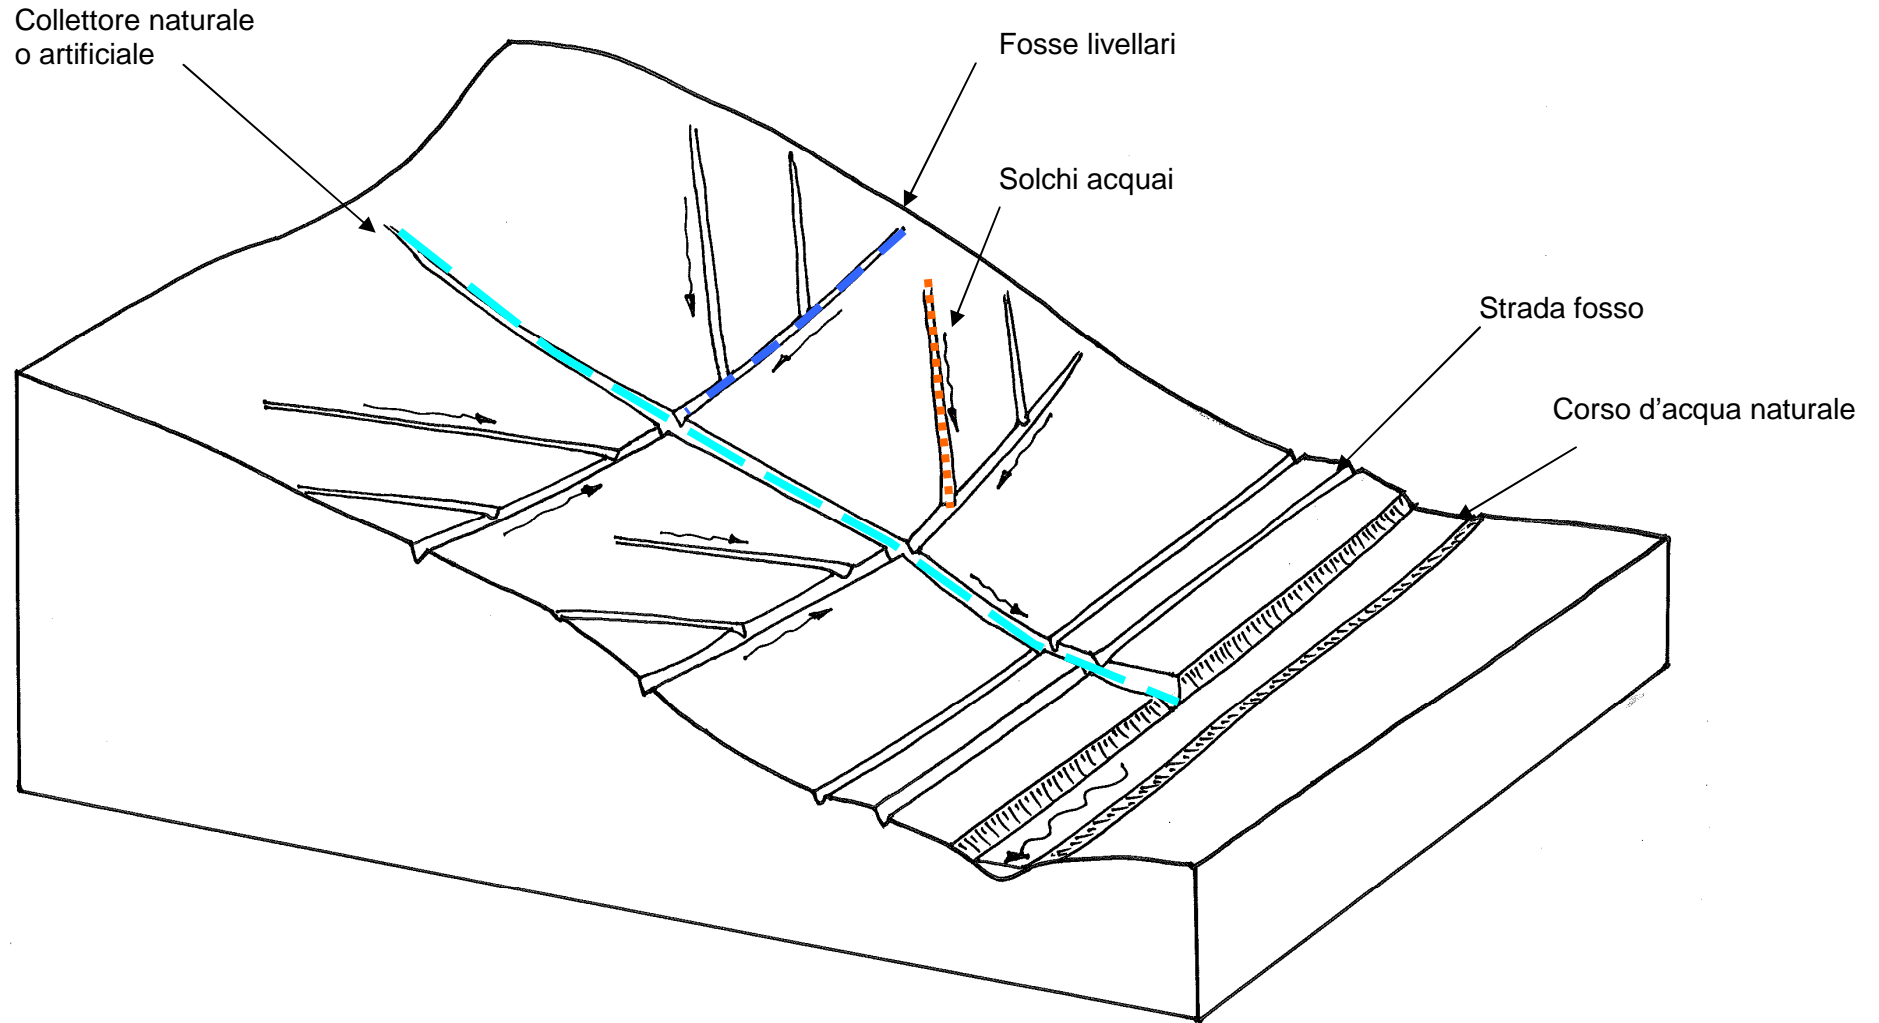 Collettore naturale
o artificiale
Fosse livellari
Solchi acquai
Strada fosso
Corso d’acqua naturale